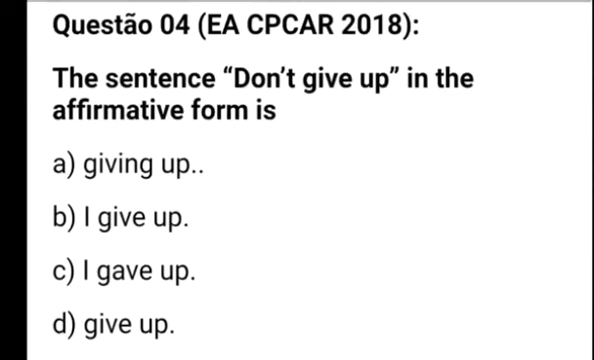 Questão 04 (EA CPCAR 2018):
The sentence “Don’t give up” in the
affirmative form is
a) giving up..
b) I give up.
c) I gave up.
d) give up.